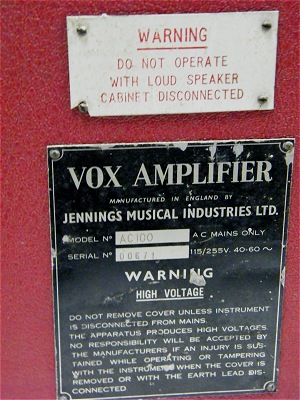 WARNING
DO NOT OPERATE
WITH LOUD SPEAKER
CABINET DISCONNECTED
VOX AMPLIFIER
MANUFACTURED IN ENGLAND BY
JENNINGS MUSICAL INDUSTRIES LTD.
MODEL Nº AC100 A C MAINS ONLY
SERIAL Nº 00671 115/255V. 40-60 ~
WARNING
HIGH VOLTAGE
DO NOT REMOVE COVER UNLESS INSTRUMENT
IS DISCONNECTED FROM MAINS.
THE APPARATUS PRODUCES HIGH VOLTAGES
NO RESPONSIBILITY WILL BE ACCEPTED BY
THE MANUFACTURERS IF AN INJURY IS SUS-
TAINED WHILE OPERATING OR TAMPERING
WITH THE INSTRUMENT WHEN THE COVER IS
REMOVED OR WITH THE EARTH LEAD DIS-
CONNECTED